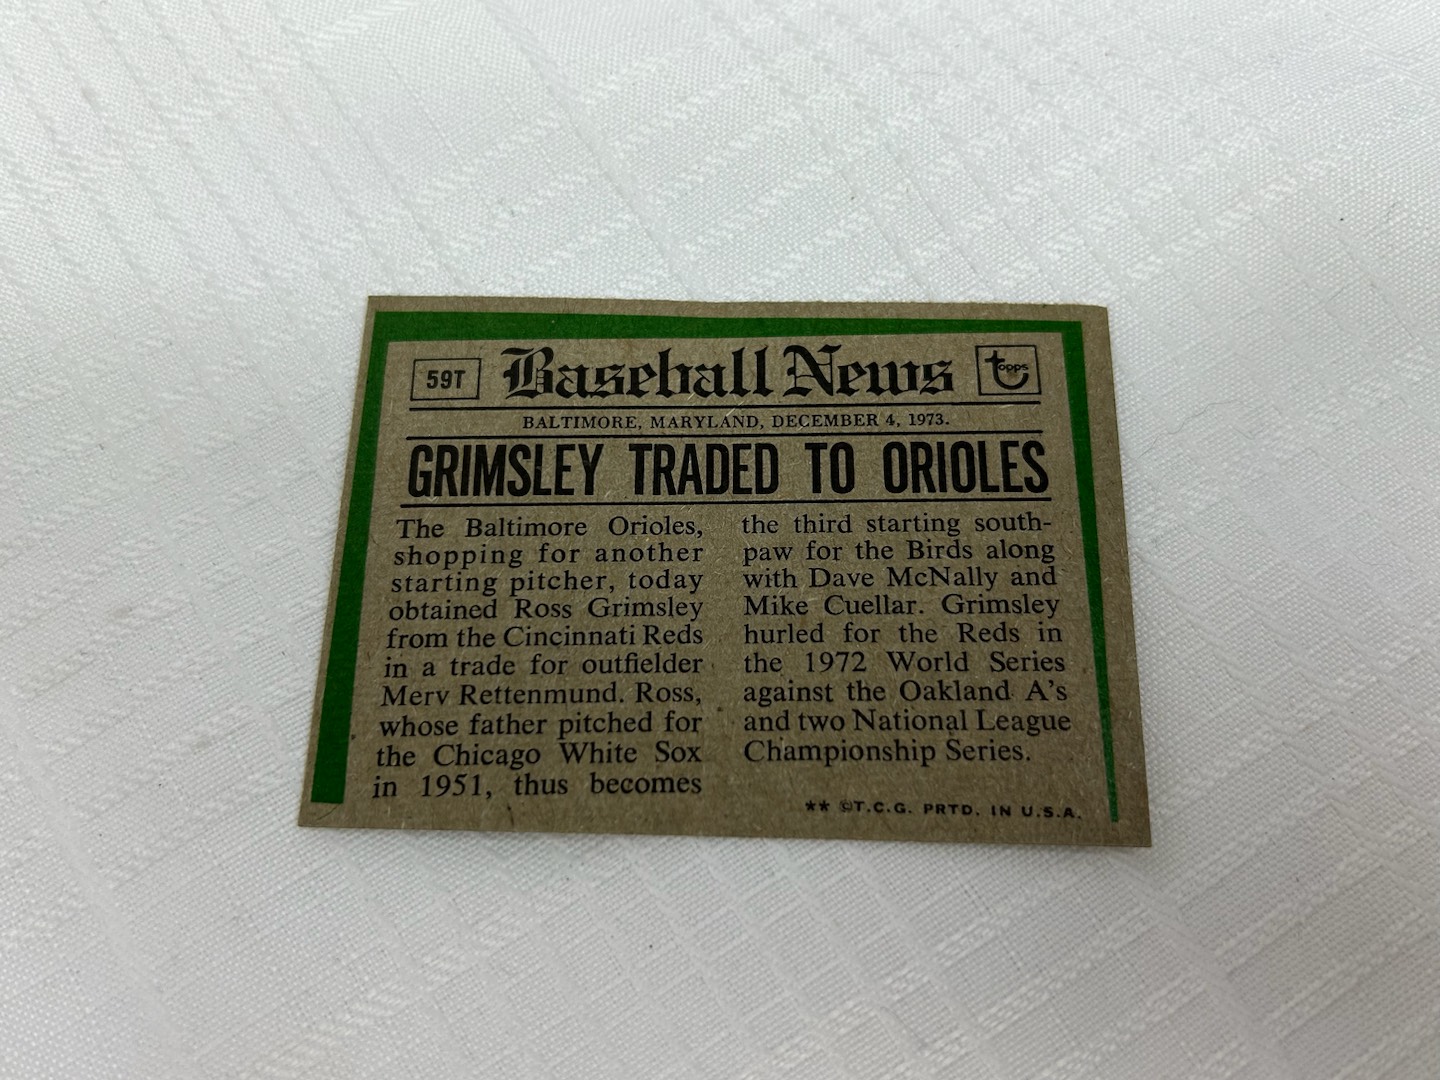 59T
Baseball News
topps
BALTIMORE, MARYLAND, DECEMBER 4, 1973.
GRIMSLEY TRADED TO ORIOLES
The Baltimore Orioles,
shopping for another
starting pitcher, today
obtained Ross Grimsley
from the Cincinnati Reds
in a trade for outfielder
Merv Rettenmund. Ross,
whose father pitched for
the Chicago White Sox
in 1951, thus becomes
the third starting south-
paw for the Birds along
with Dave McNally and
Mike Cuellar. Grimsley
hurled for the Reds in
the 1972 World Series
against the Oakland A's
and two National League
Championship Series.
** ©T.C.G. PRTD. IN U.S.A.